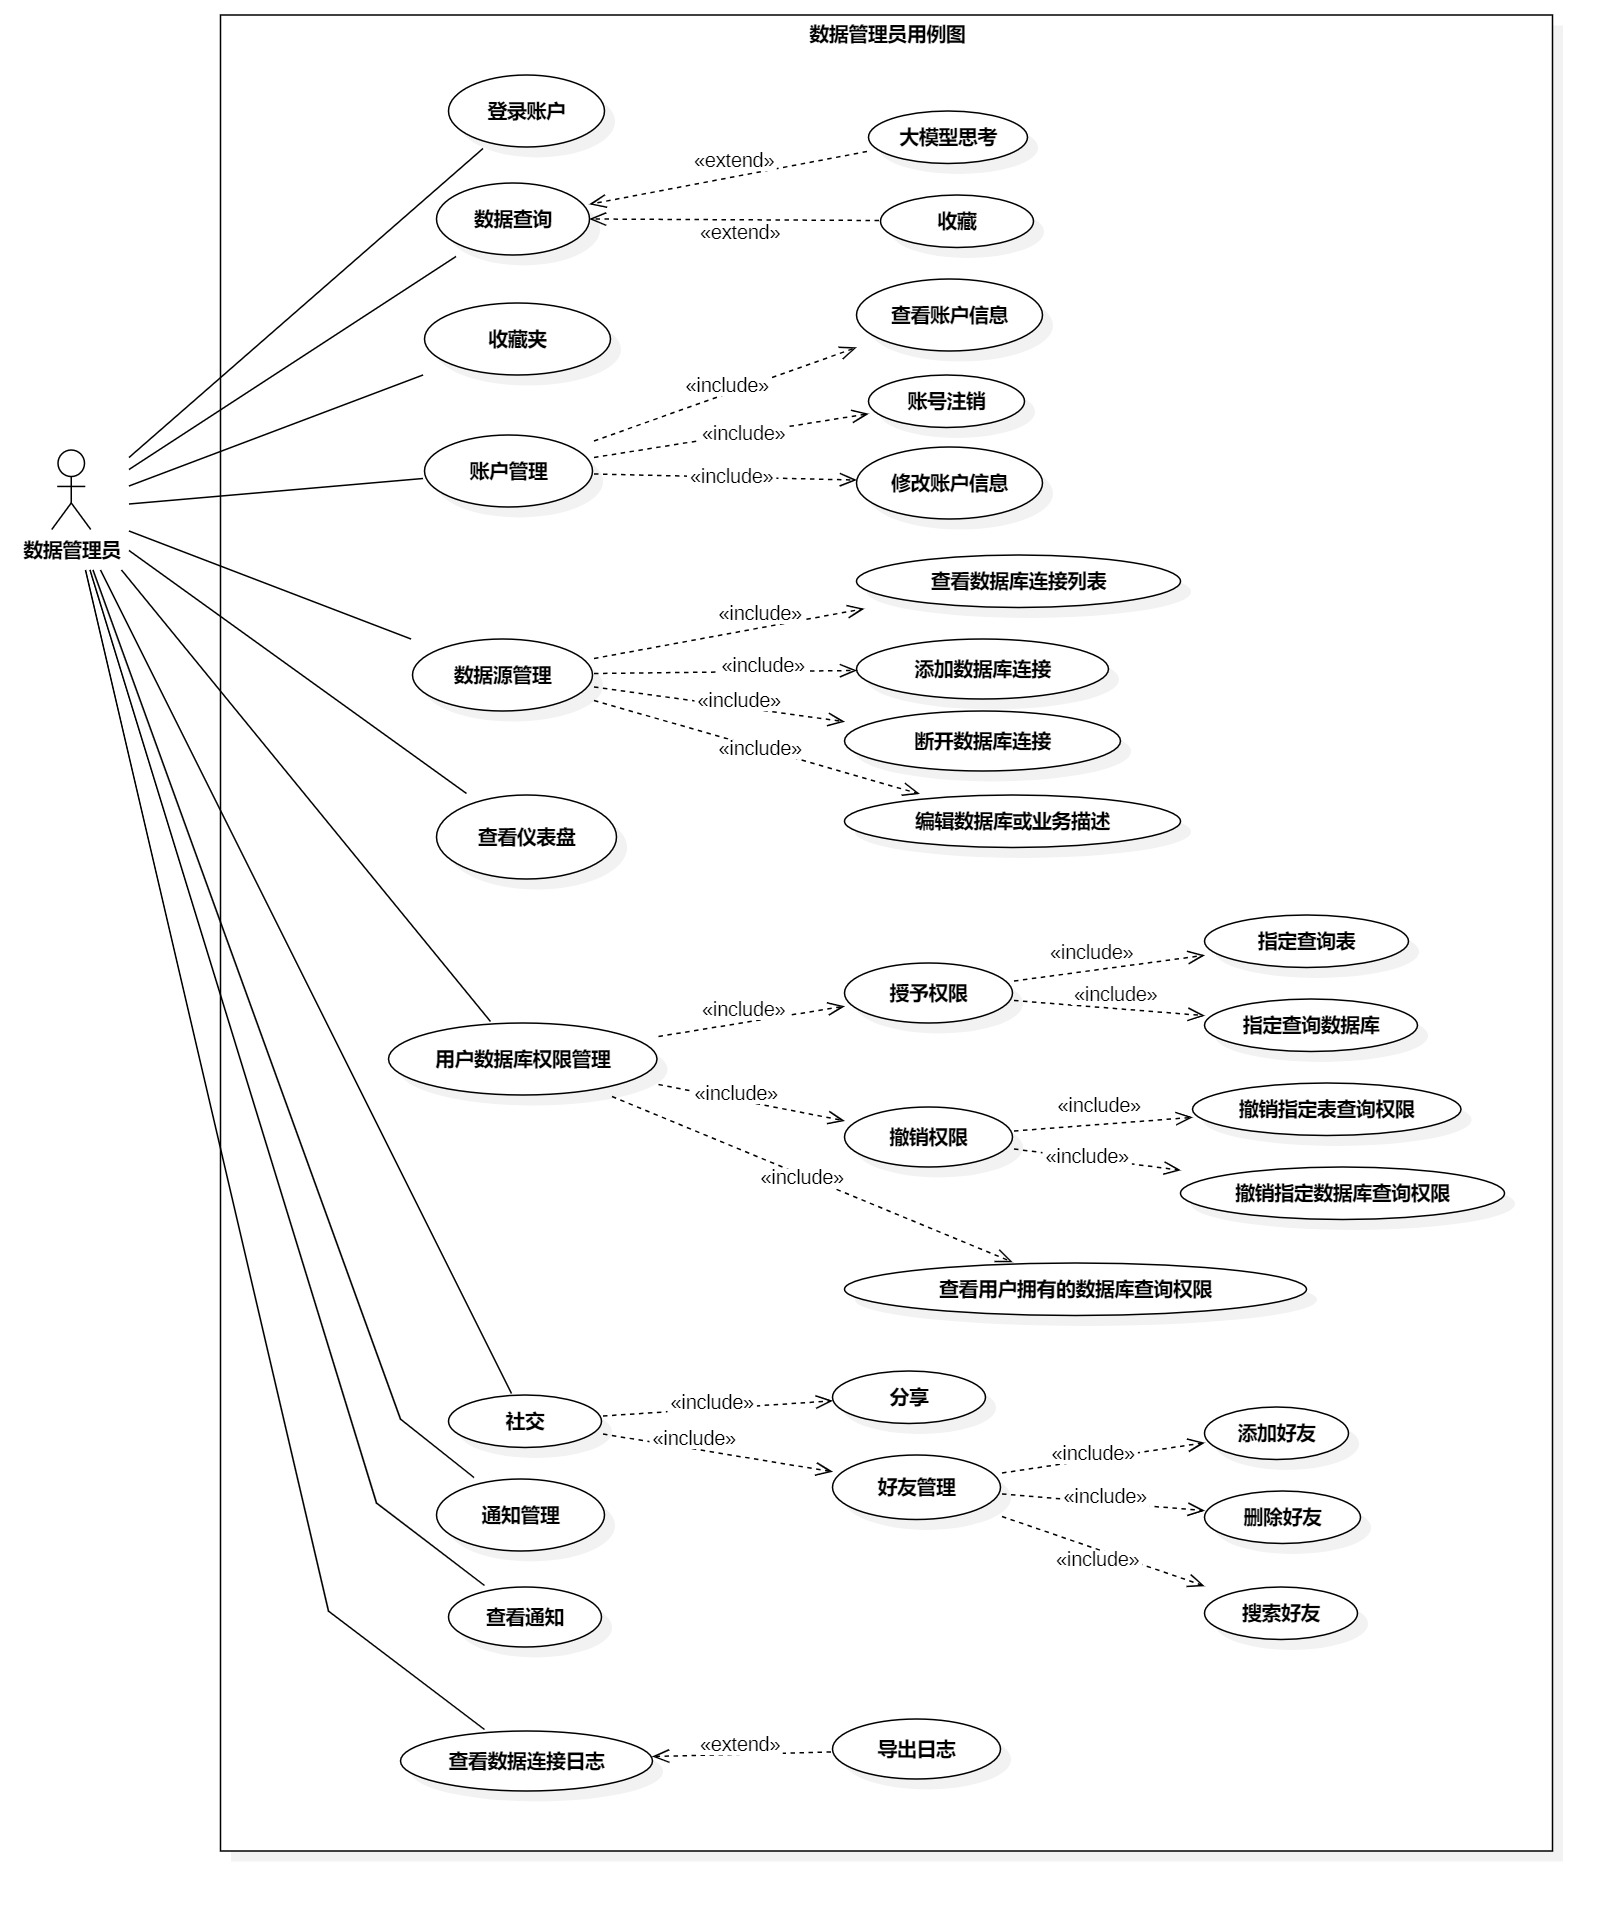 数据管理员用例图
登录账户
大模型思考
«extend»
数据查询
收藏
«extend»
查看账户信息
收藏夹
«include»
账号注销
«include»
账户管理
«include»
修改账户信息
数据管理员
查看数据库连接列表
«include»
数据源管理
«include»
添加数据库连接
«include»
断开数据库连接
«include»
编辑数据库或业务描述
查看仪表盘
指定查询表
«include»
授予权限
«include»
«include»
指定查询数据库
用户数据库权限管理
«include»
«include»
撤销指定表查询权限
撤销权限
«include»
«include»
撤销指定数据库查询权限
查看用户拥有的数据库查询权限
«include»
分享
社交
«include»
添加好友
«include»
好友管理
«include»
删除好友
通知管理
«include»
搜索好友
查看通知
«extend»
导出日志
查看数据连接日志